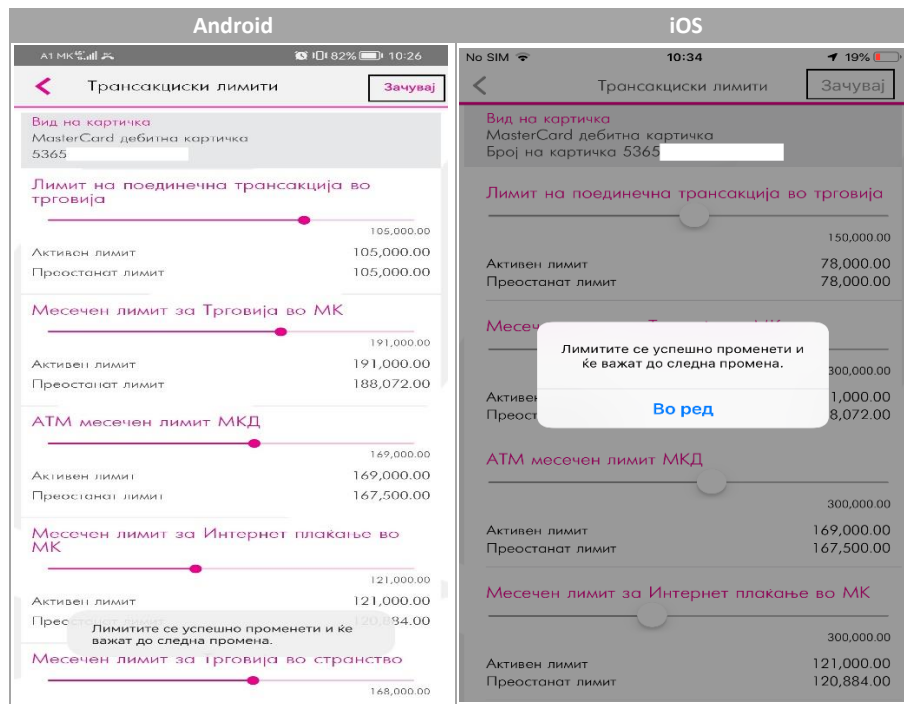 Android
A1 MK 82% 10:26
Трансакциски лимити
Зачувај
Вид на картичка
MasterCard дебитна картичка
5365
Лимит на поединечна трансакција во
трговија
105,000.00
Активен лимит 105,000.00
Преостанат лимит 105,000.00
Месечен лимит за Трговија во МК
191,000.00
Активен лимит 191,000.00
Преостанат лимит 188,072.00
АТМ месечен лимит МКД
169,000.00
Активен лимит 169,000.00
Преостанат лимит 167,500.00
Месечен лимит за Интернет плаќање во
МК
121,000.00
Активен лимит 121,000.00
Лимитите се успешно променети и ќе
важат до следна промена.
Месечен лимит за Трговија во странство
168,000.00
iOS
No SIM 10:34 19%
Трансакциски лимити
Зачувај
Вид на картичка
MasterCard дебитна картичка
Број на картичка 5365
Лимит на поединечна трансакција во трговија
150,000.00
Активен лимит 78,000.00
Преостанат лимит 78,000.00
Лимитите се успешно променети и
ќе важат до следна промена.
Во ред
300,000.00
АТМ месечен лимит МКД
300,000.00
Активен лимит 169,000.00
Преостанат лимит 167,500.00
Месечен лимит за Интернет плакање во МК
300,000.00
Активен лимит 121,000.00
Преостанат лимит 120,884.00